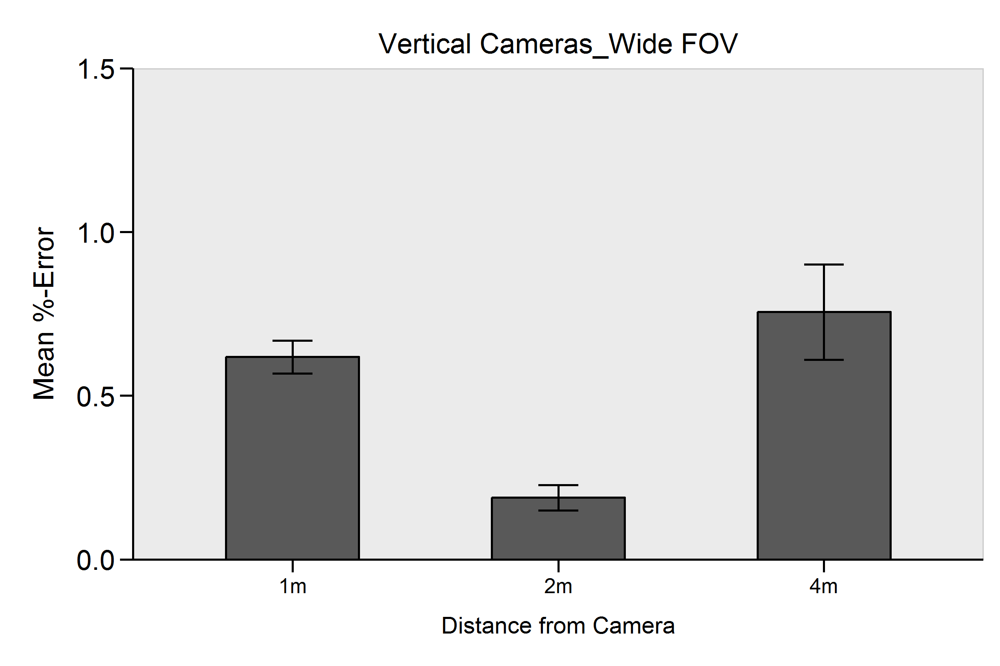 Vertical Cameras_Wide FOV
1.5
1.0
0.5
0.0
Mean %-Error
1m
2m
4m
Distance from Camera